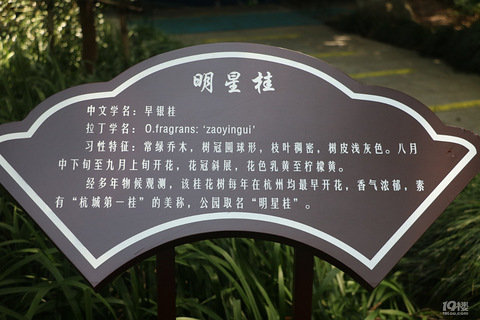 明星桂
中文学名：早银桂
拉丁学名：O.fragrans: 'zaoyingui'
习性特征：常绿乔木，树冠圆球形，枝叶稠密，树皮浅灰色。八月
中下旬至九月上旬开花，花冠斜展，花色乳黄至柠檬黄。
经多年物候观测，该桂花树每年在杭州均最早开花，香气浓郁，素
有“杭城第一桂”的美称，公园取名“明星桂”。
19楼
19lou.com